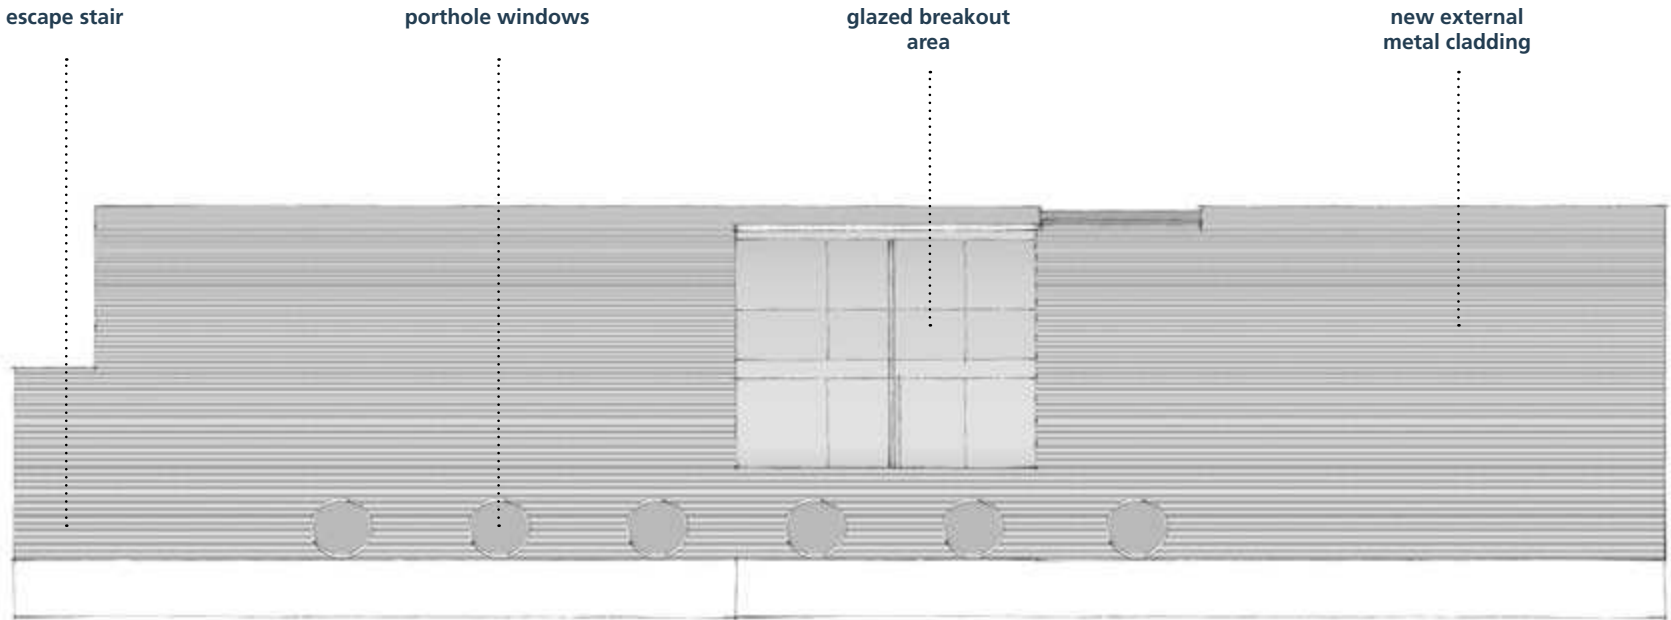 escape stair
porthole windows
glazed breakout
area
new external
metal cladding